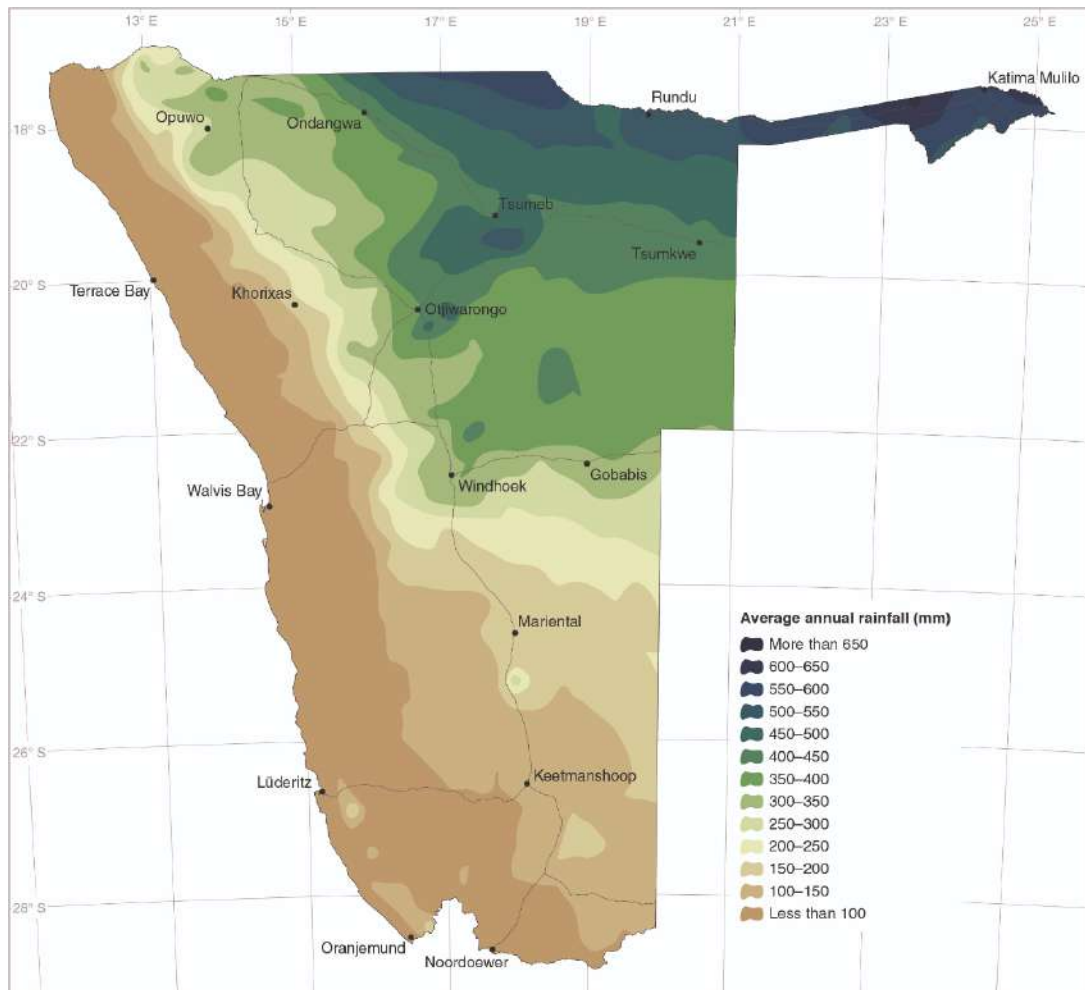 13° E
15° E
17° E
19° E
21° E
23° E
25° E
Katima Mulilo
Rundu
Opuwo
Ondangwa
18° S
Tsumeb
Tsumkwe
20° S
Terrace Bay
Khorixas
Otjiwarongo
22° S
Gobabis
Windhoek
Walvis Bay
24° S
Mariental
26° S
Keetmanshoop
Lüderitz
28° S
Oranjemund
Noordoewer
Average annual rainfall (mm)
More than 650
600–650
550–600
500–550
450–500
400–450
350–400
300–350
250–300
200–250
150–200
100–150
Less than 100